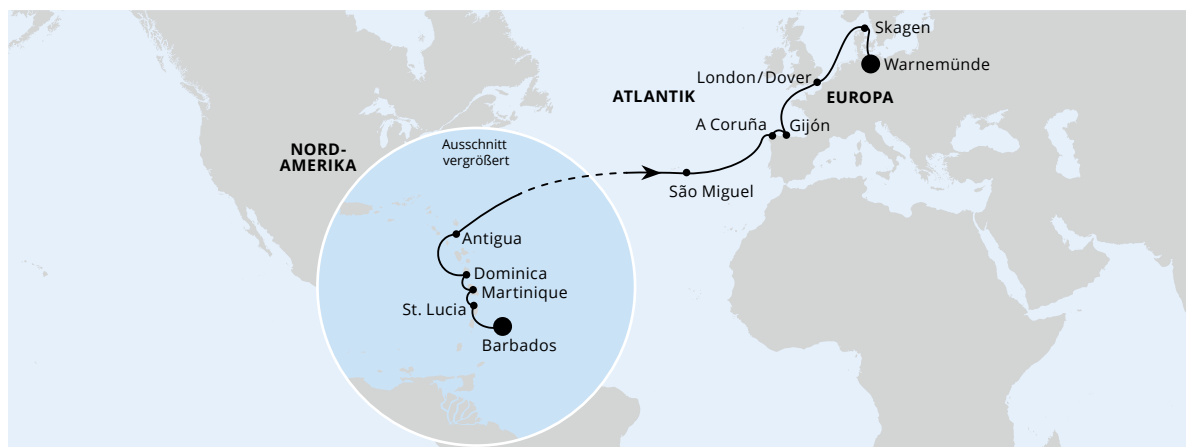 Skagen
Warnemünde
London/Dover
ATLANTIK
EUROPA
A Coruña
Gijón
NORD-
AMERIKA
Ausschnitt
vergrößert
São Miguel
Antigua
Dominica
Martinique
St. Lucia
Barbados